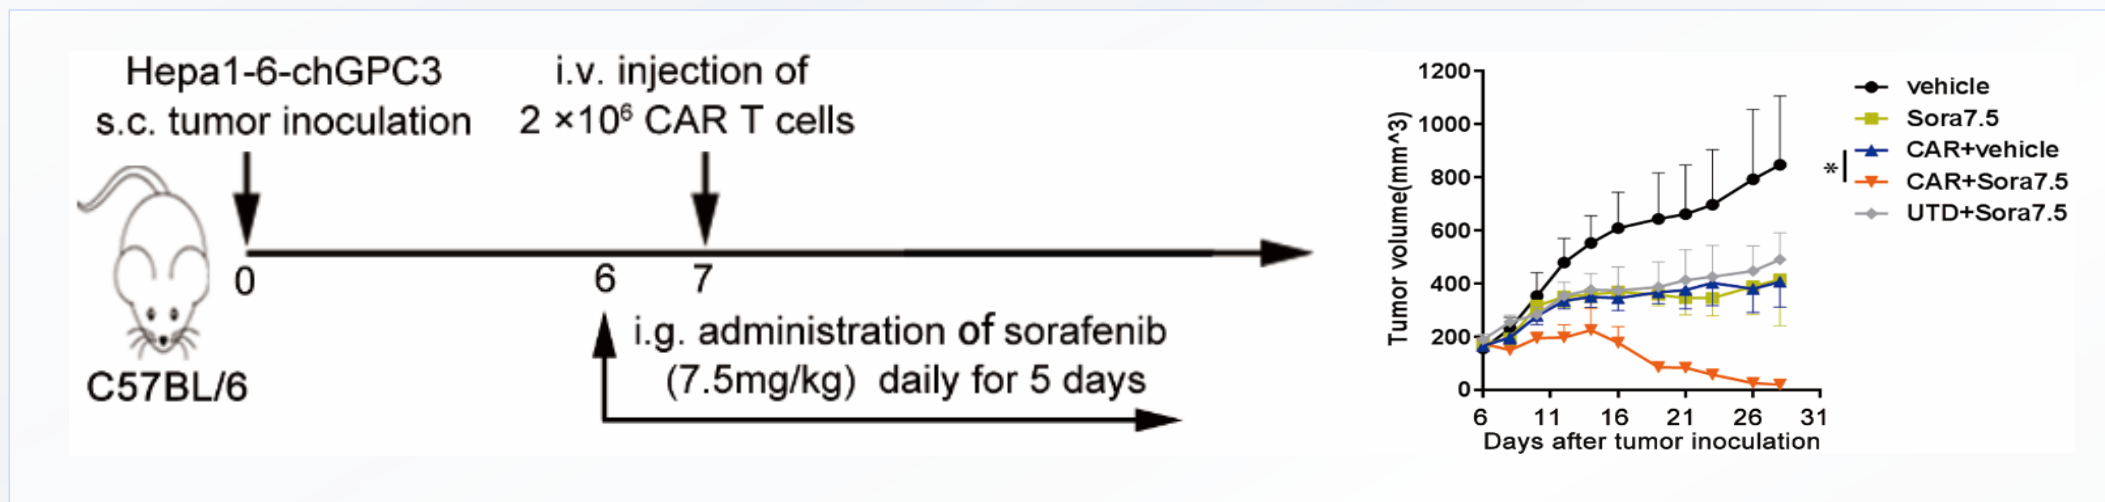 Hepa1-6-chGPC3
s.c. tumor inoculation
i.v. injection of
2 ×10⁶ CAR T cells
0
6
7
i.g. administration of sorafenib
(7.5mg/kg) daily for 5 days
C57BL/6
Tumor volume(mm^3)
1200
1000
800
600
400
200
0
6 11 16 21 26 31
Days after tumor inoculation
vehicle
Sora7.5
CAR+vehicle
*
CAR+Sora7.5
UTD+Sora7.5